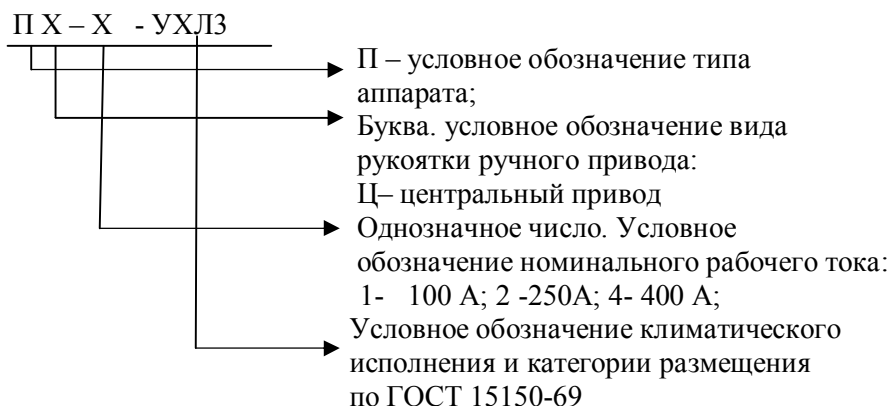 П Х – Х - УХЛ3
П – условное обозначение типа
аппарата;
Буква. условное обозначение вида
рукоятки ручного привода:
Ц– центральный привод
Однозначное число. Условное
обозначение номинального рабочего тока:
1- 100 А; 2 -250А; 4- 400 А;
Условное обозначение климатического
исполнения и категории размещения
по ГОСТ 15150-69